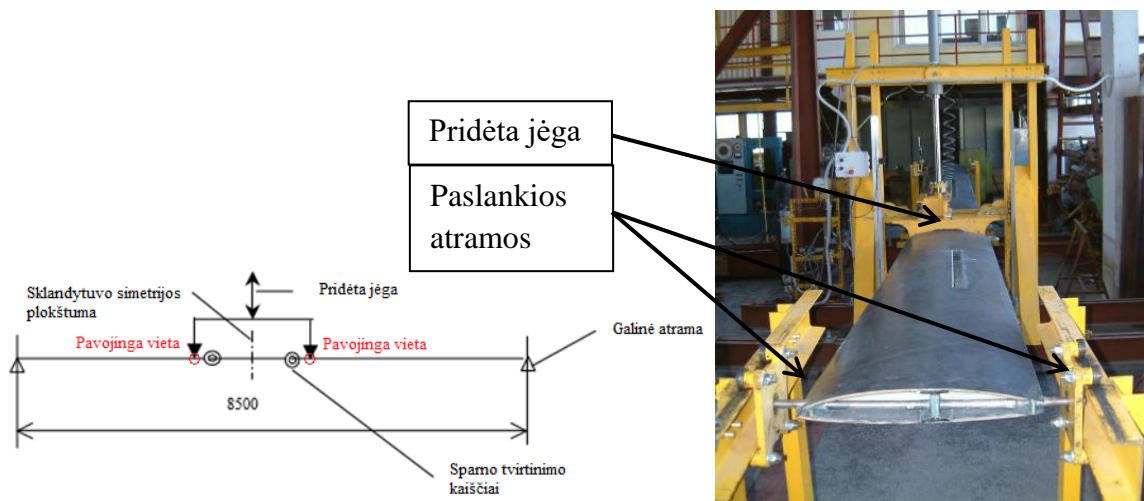 Pridėta jėga
Paslankios
atramos
Sklandytuvo simetrijos
plokštuma
Pridėta jėga
Galinė atrama
Pavojinga vieta
Pavojinga vieta
8500
Sparno tvirtinimo
kaiščiai